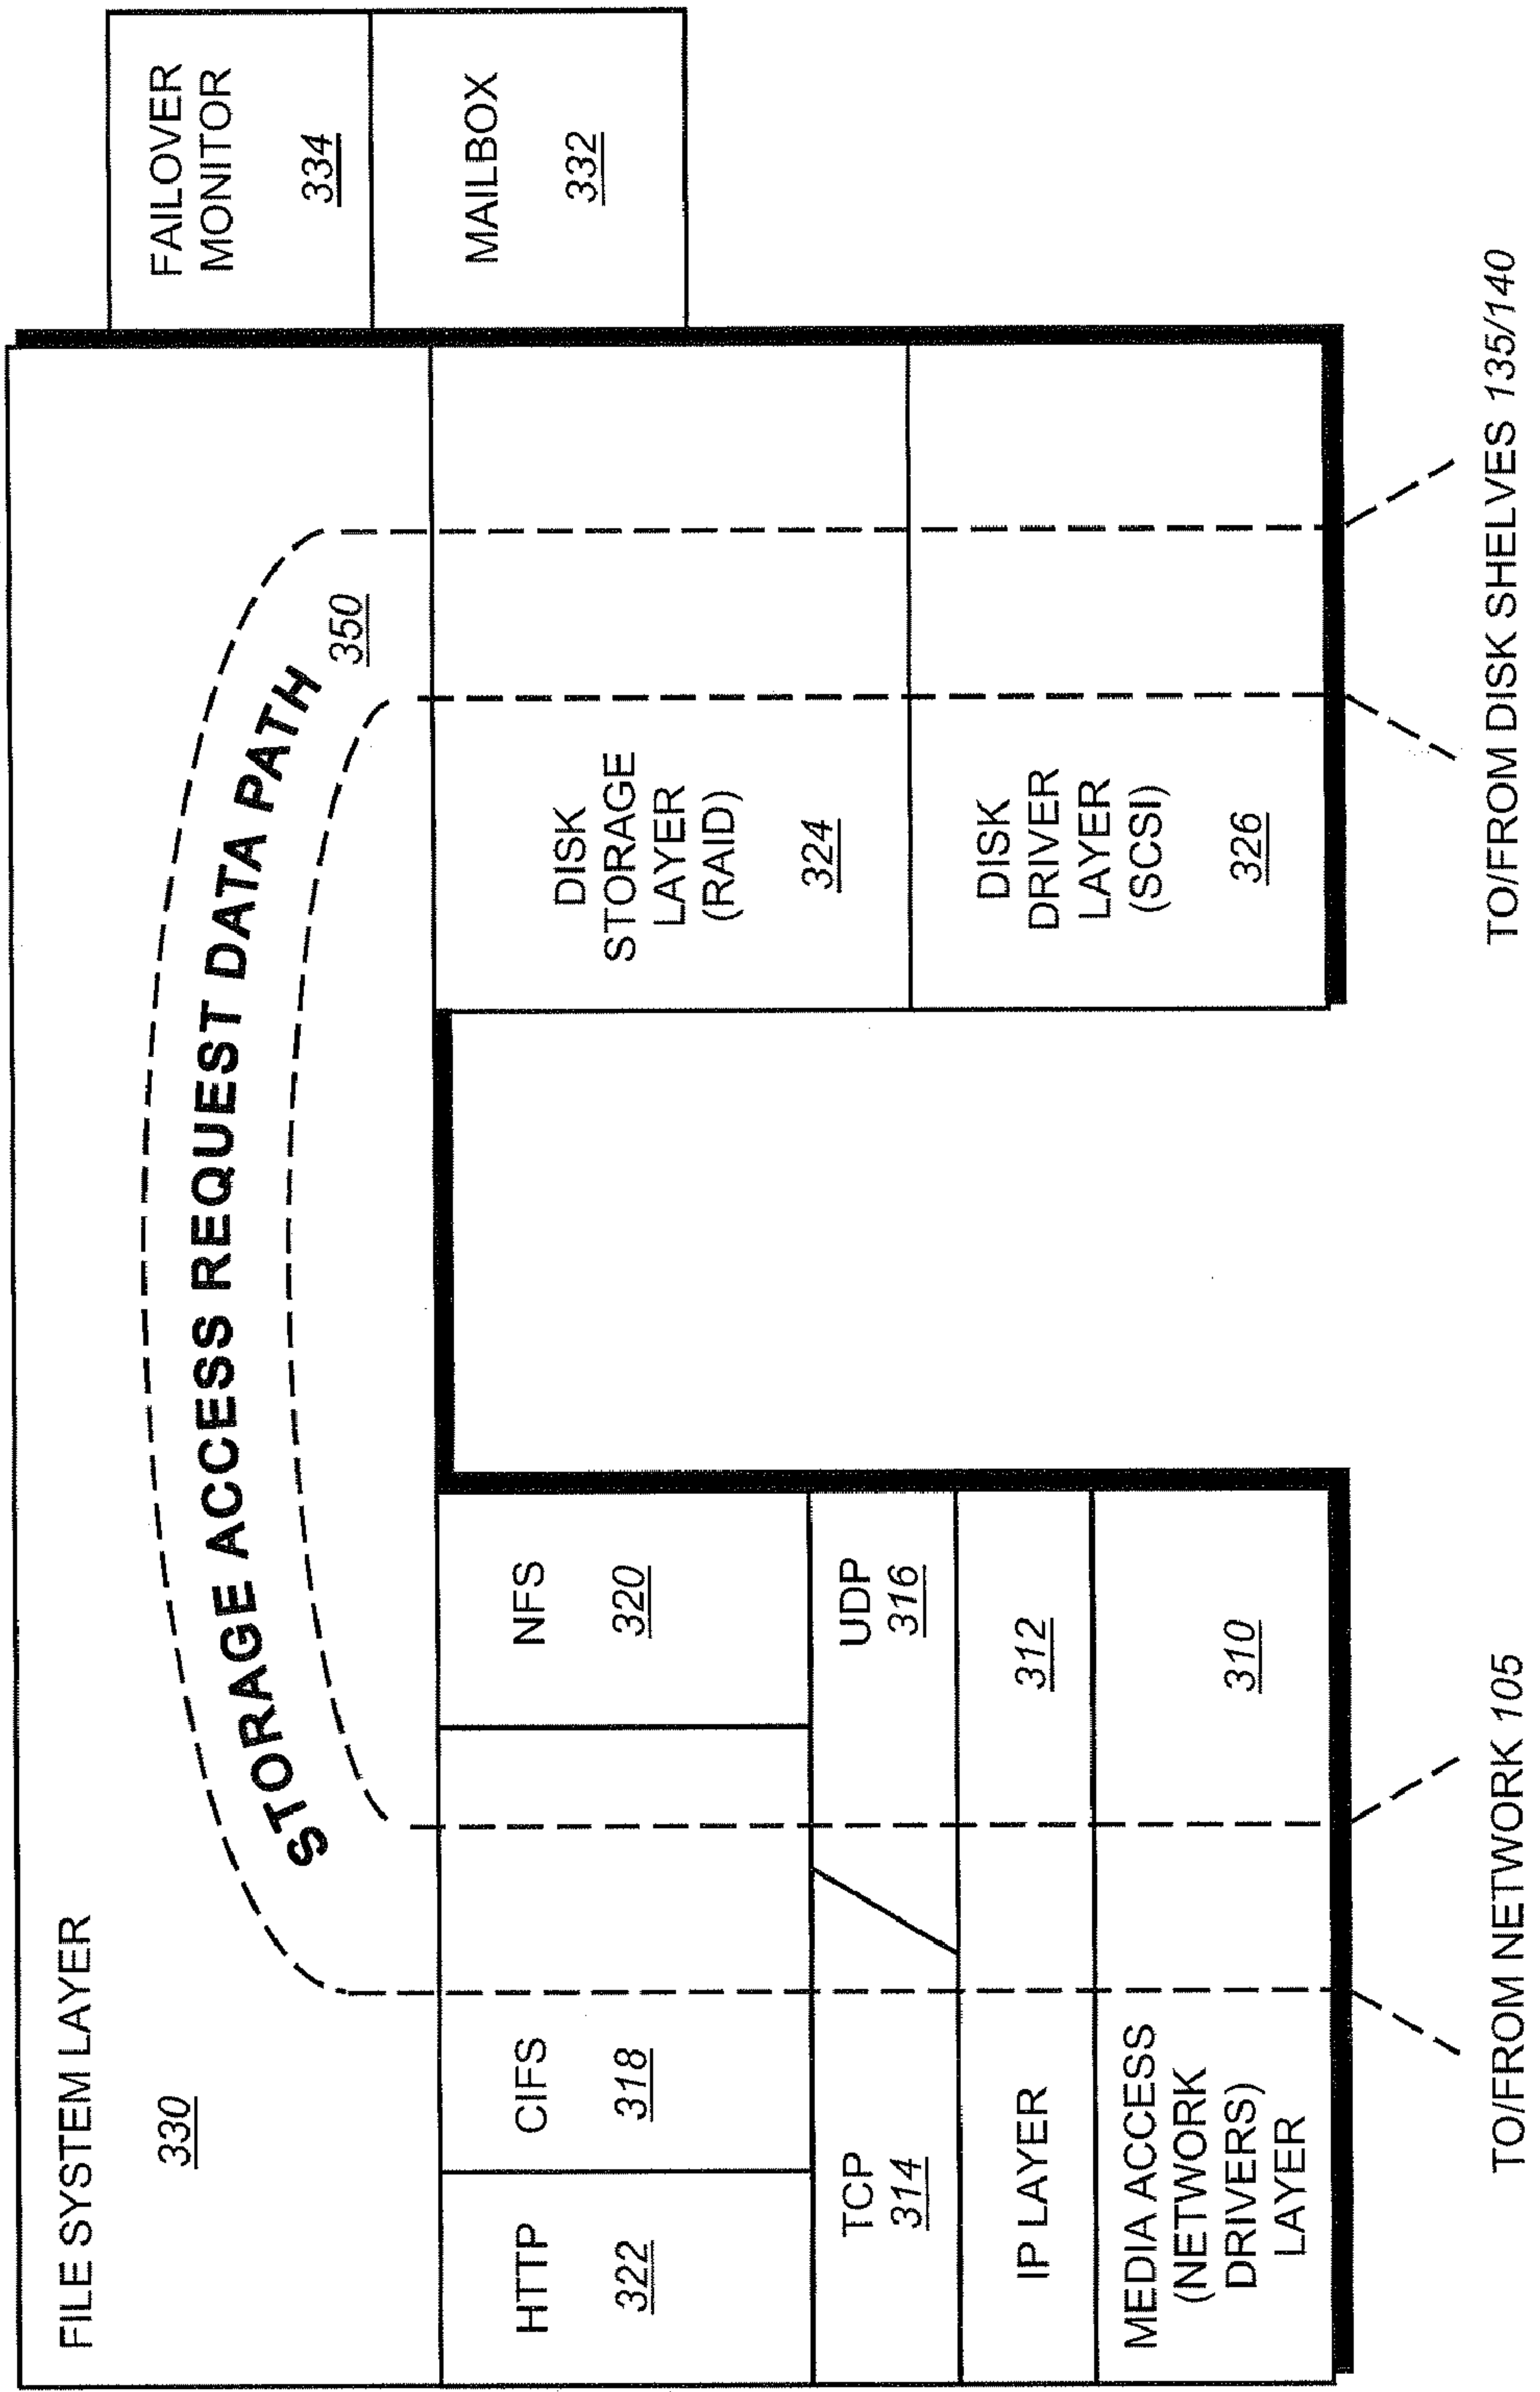 FILE SYSTEM LAYER
330
STORAGE ACCESS REQUEST DATA PATH
350
FAILOVER
MONITOR
334
MAILBOX
332
HTTP
322
CIFS
318
NFS
320
TCP
314
UDP
316
IP LAYER
312
MEDIA ACCESS
(NETWORK
DRIVERS)
LAYER
310
DISK
STORAGE
LAYER
(RAID)
324
DISK
DRIVER
LAYER
(SCSI)
326
TO/FROM NETWORK 105
TO/FROM DISK SHELVES 135/140